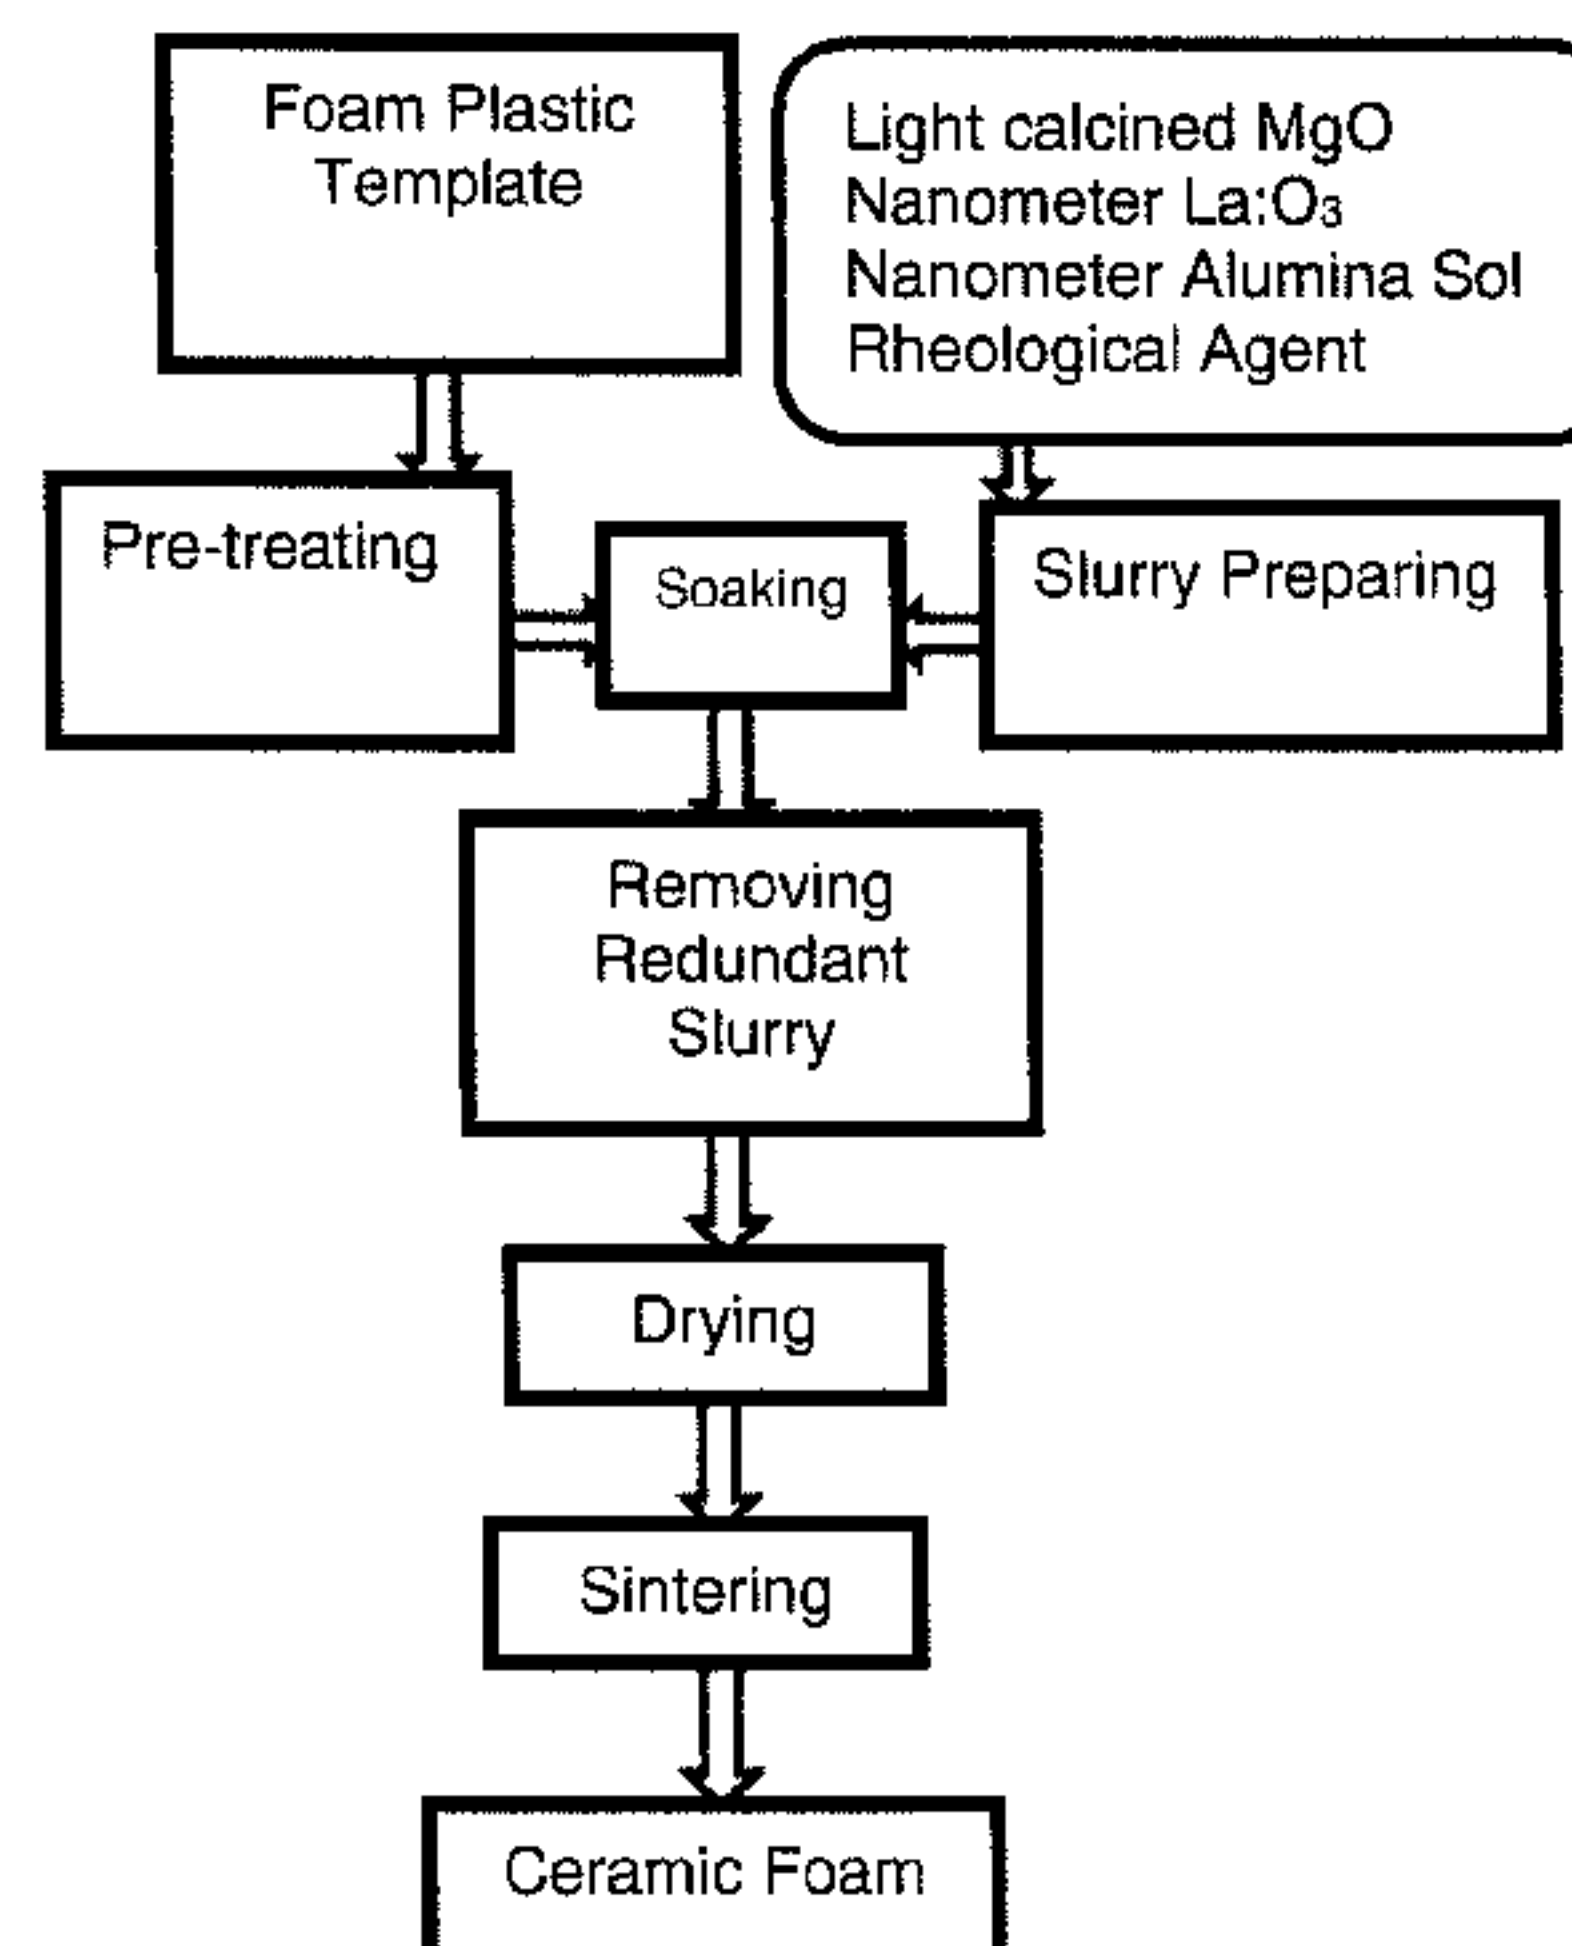 Foam Plastic
Template
Light calcined MgO
Nanometer La:O₃
Nanometer Alumina Sol
Rheological Agent
Pre-treating
Soaking
Slurry Preparing
Removing
Redundant
Slurry
Drying
Sintering
Ceramic Foam